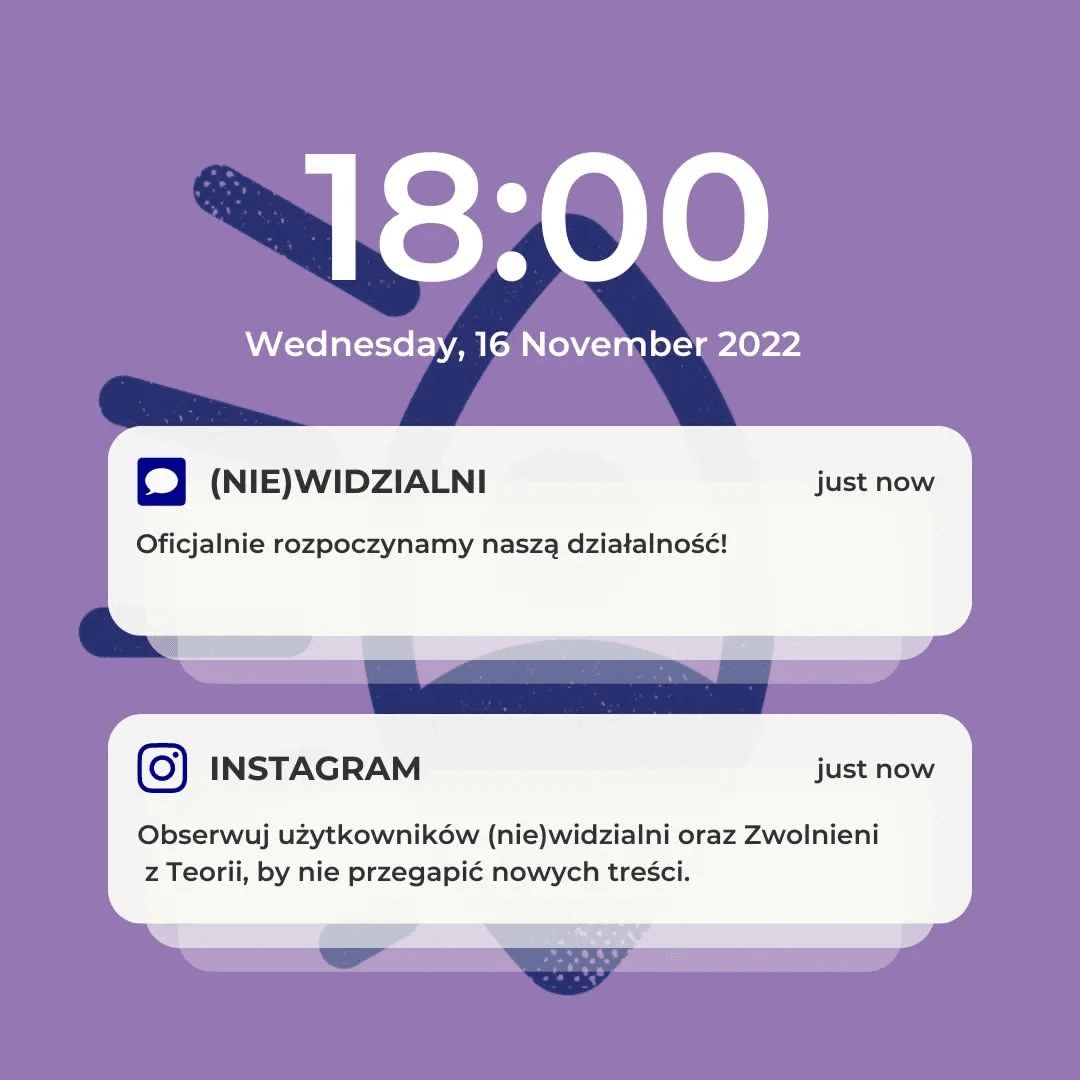 18:00
Wednesday, 16 November 2022
(NIE)WIDZIALNI
just now
Oficjalnie rozpoczynamy naszą działalność!
INSTAGRAM
just now
Obserwuj użytkowników (nie)widzialni oraz Zwolnieni
z Teorii, by nie przegapić nowych treści.